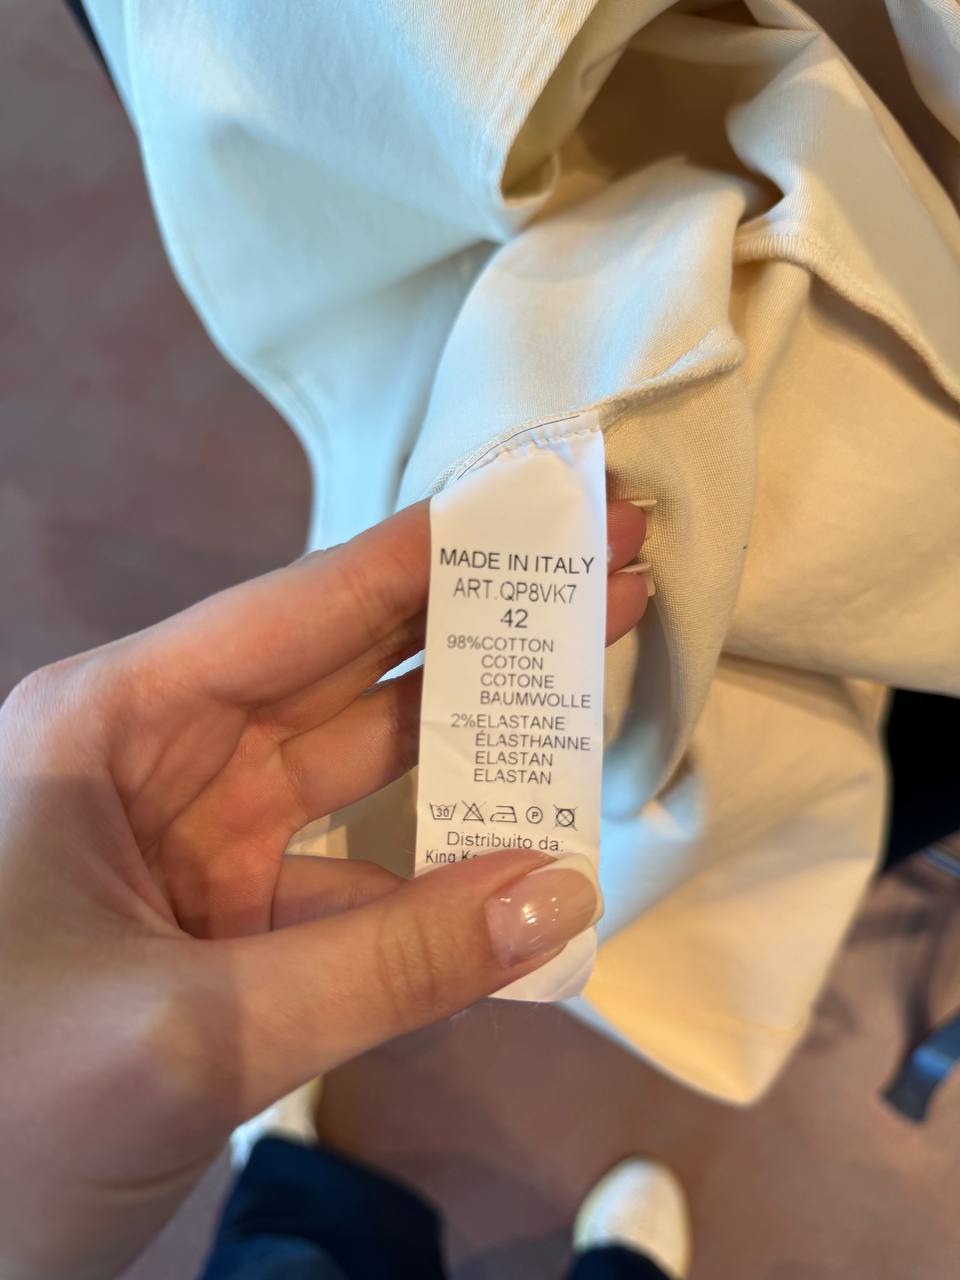 MADE IN ITALY
ART.QP8VK7
42
98%COTTON
COTON
COTONE
BAUMWOLLE
2%ELASTANE
ÉLASTHANNE
ELASTAN
ELASTAN
30
P
Distribuito da:
King